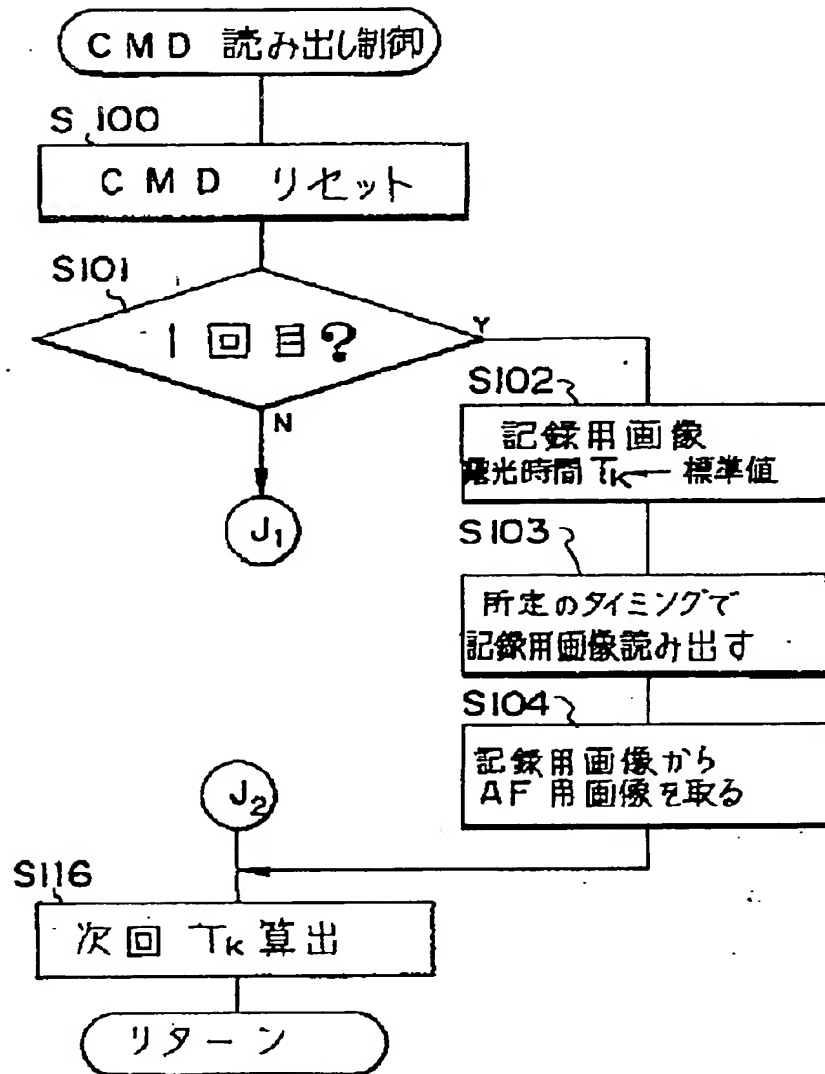 CMD 読み出し制御
S100
CMD リセット
S101
1回目?
Y
N
J1
S102
記録用画像
露光時間 TK← 標準値
S103
所定のタイミングで
記録用画像読み出す
S104
記録用画像から
AF用画像を取る
J2
S116
次回 TK算出
リターン